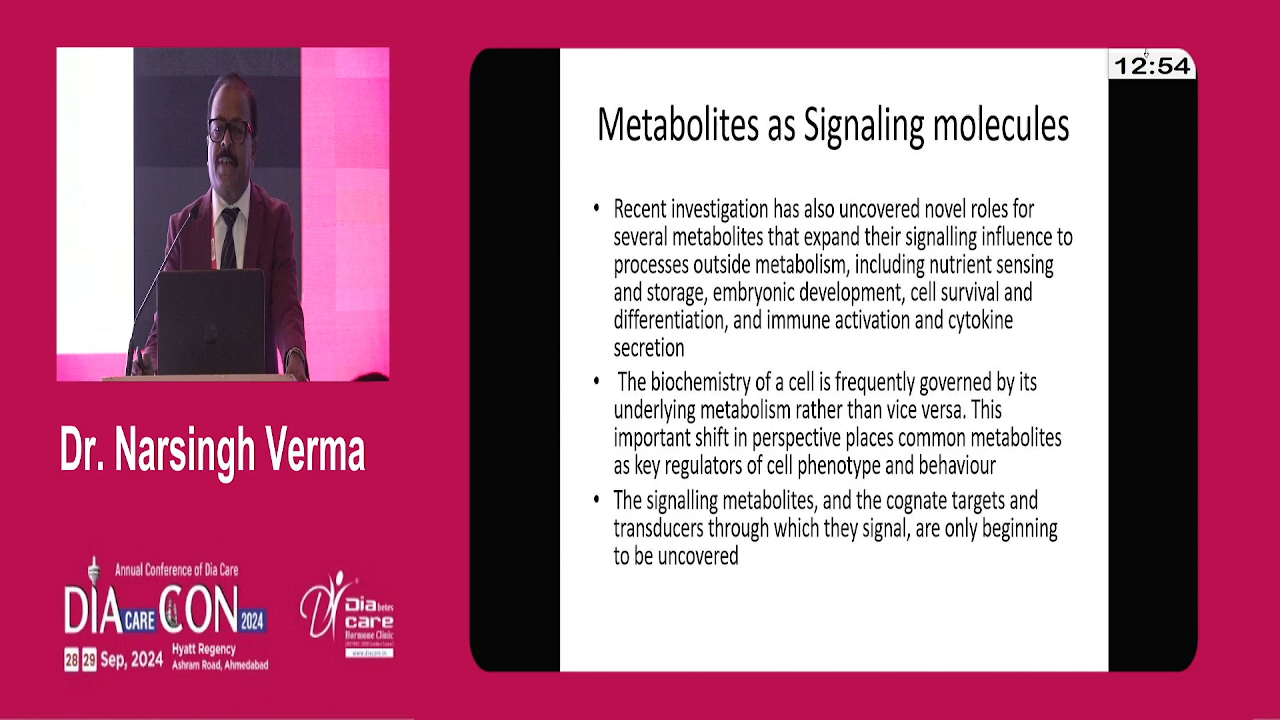 12:54
Metabolites as Signaling molecules
• Recent investigation has also uncovered novel roles for
several metabolites that expand their signalling influence to
processes outside metabolism, including nutrient sensing
and storage, embryonic development, cell survival and
differentiation, and immune activation and cytokine
secretion
• The biochemistry of a cell is frequently governed by its
underlying metabolism rather than vice versa. This
important shift in perspective places common metabolites
as key regulators of cell phenotype and behaviour
• The signalling metabolites, and the cognate targets and
transducers through which they signal, are only beginning
to be uncovered
Dr. Narsingh Verma
Annual Conference of Dia Care
DIA CARE CON 2024
28 29 Sep, 2024
Hyatt Regency
Ashram Road, Ahmedabad
Diabetes
care
Hormone Clinic